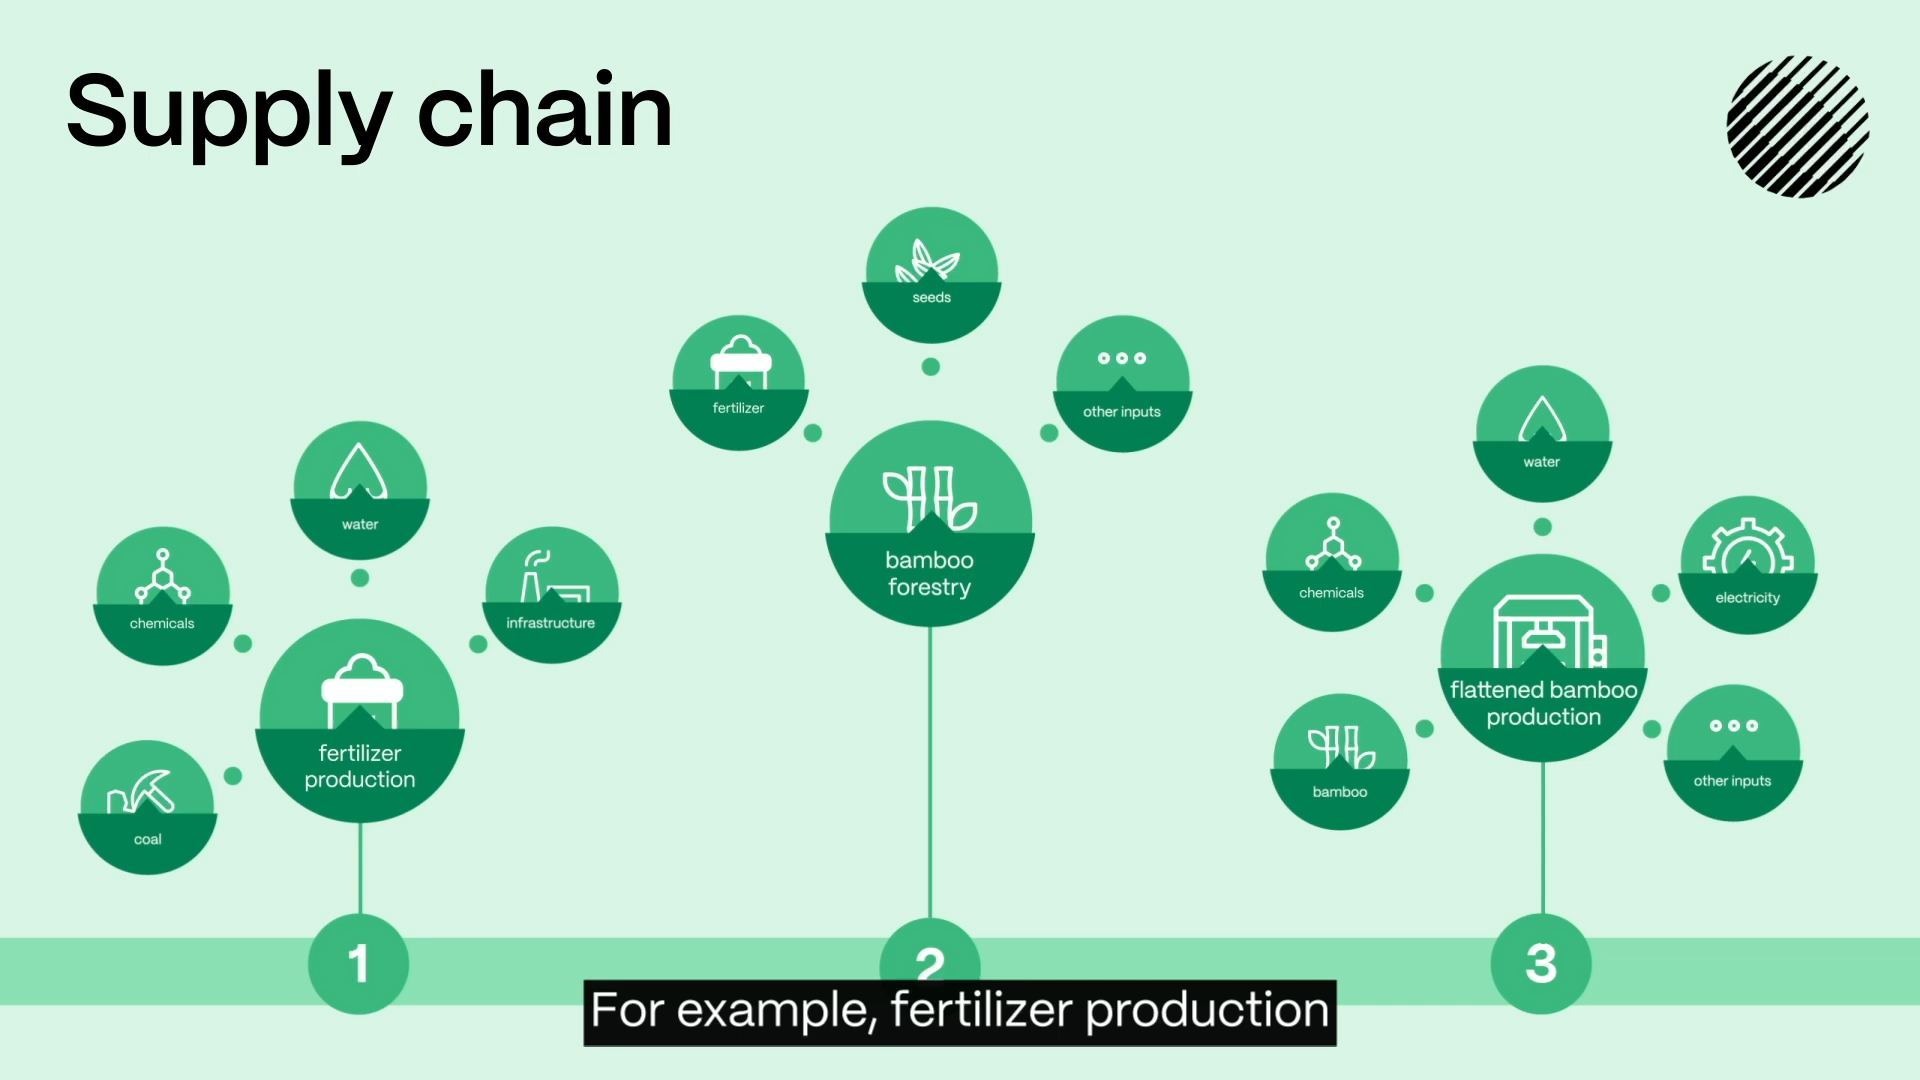 Supply chain
seeds
fertilizer
other inputs
bamboo
forestry
water
chemicals
infrastructure
fertilizer
production
coal
water
chemicals
electricity
flattened bamboo
production
bamboo
other inputs
1
2
3
For example, fertilizer production